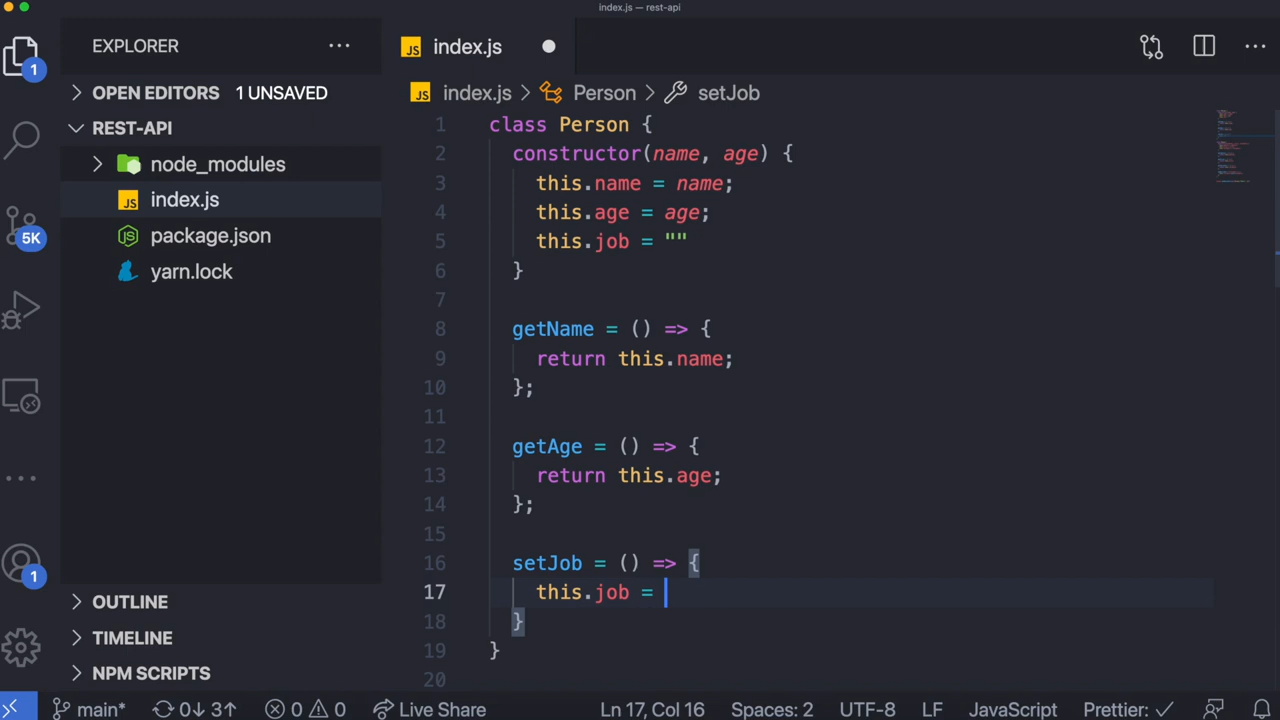 index.js — rest-api
EXPLORER
JS index.js
1
OPEN EDITORS 1 UNSAVED
JS index.js > Person > setJob
REST-API
node_modules
JS index.js
5K
JS package.json
yarn.lock
1 class Person {
2 constructor(name, age) {
3 this.name = name;
4 this.age = age;
5 this.job = ""
6 }
7
8 getName = () => {
9 return this.name;
10 };
11
12 getAge = () => {
13 return this.age;
14 };
15
16 setJob = () => {
17 this.job =
18 }
19 }
20
1
OUTLINE
TIMELINE
NPM SCRIPTS
main* 0↓ 3↑ 0 0 Live Share Ln 17, Col 16 Spaces: 2 UTF-8 LF JavaScript Prettier: ✓